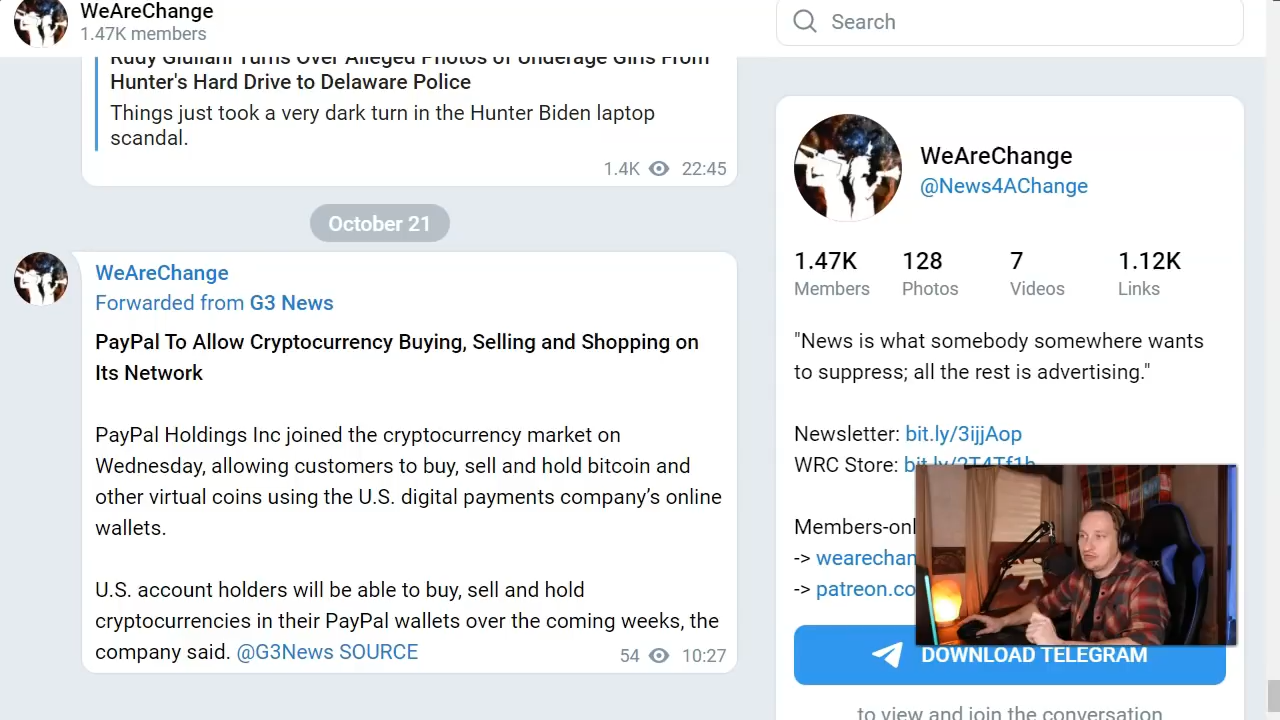 WeAreChange
1.47K members
Search
Rudy Giuliani Turns Over Alleged Photos of Underage Girls From
Hunter's Hard Drive to Delaware Police
Things just took a very dark turn in the Hunter Biden laptop
scandal.
1.4K 22:45
October 21
WeAreChange
Forwarded from G3 News
PayPal To Allow Cryptocurrency Buying, Selling and Shopping on
Its Network
PayPal Holdings Inc joined the cryptocurrency market on
Wednesday, allowing customers to buy, sell and hold bitcoin and
other virtual coins using the U.S. digital payments company’s online
wallets.
U.S. account holders will be able to buy, sell and hold
cryptocurrencies in their PayPal wallets over the coming weeks, the
company said. @G3News SOURCE
54 10:27
WeAreChange
@News4AChange
1.47K 128 7 1.12K
Members Photos Videos Links
"News is what somebody somewhere wants
to suppress; all the rest is advertising."
Newsletter: bit.ly/3ijjAop
WRC Store: bit.ly/2T4Tf1h
Members-onl
-> wearechan
-> patreon.co
DOWNLOAD TELEGRAM
to view and join the conversation